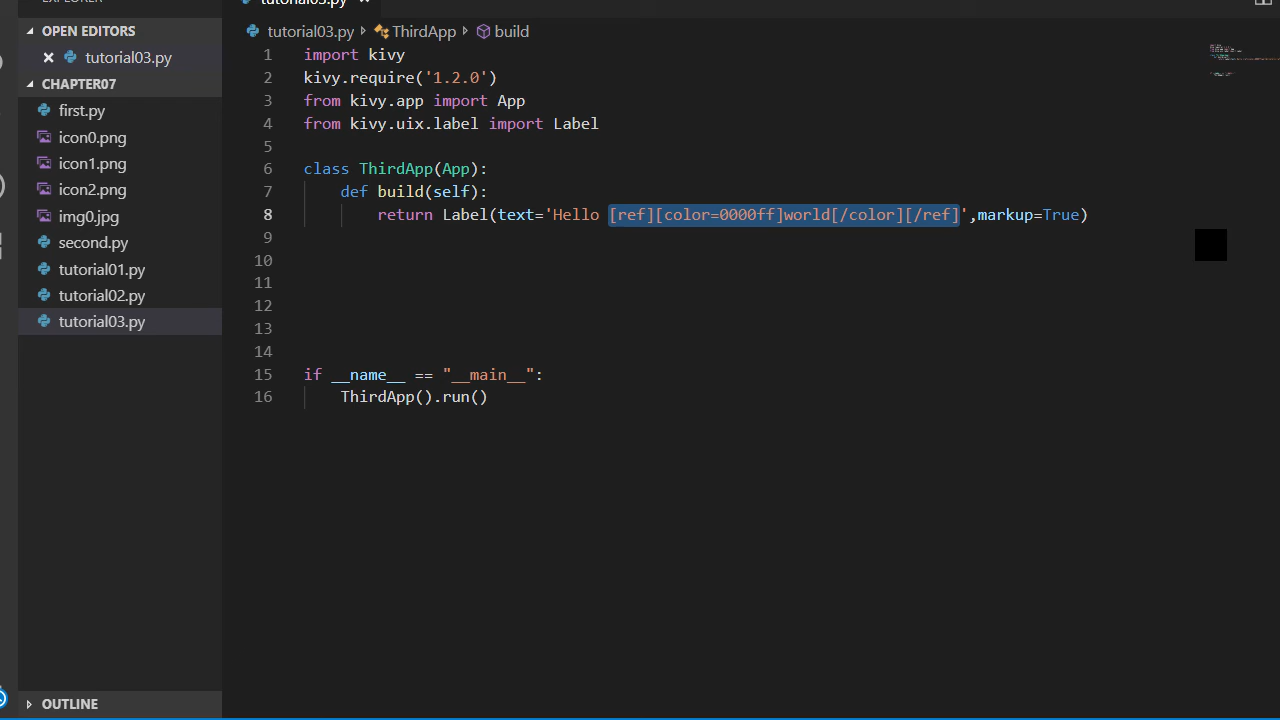 EXPLORER
OPEN EDITORS
tutorial03.py
CHAPTER07
first.py
icon0.png
icon1.png
icon2.png
img0.jpg
second.py
tutorial01.py
tutorial02.py
tutorial03.py
OUTLINE
tutorial03.py
tutorial03.py ThirdApp build
1 import kivy
2 kivy.require('1.2.0')
3 from kivy.app import App
4 from kivy.uix.label import Label
5
6 class ThirdApp(App):
7 def build(self):
8 return Label(text='Hello [ref][color=0000ff]world[/color][/ref]',markup=True)
9
10
11
12
13
14
15 if __name__ == "__main__":
16 ThirdApp().run()